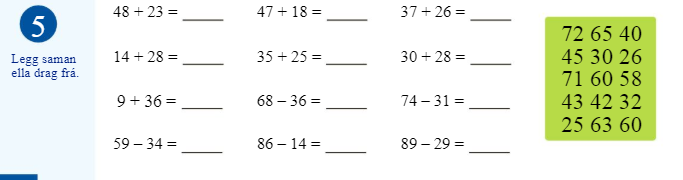 5
Legg saman
ella drag frá.
48 + 23 = _____ 47 + 18 = _____ 37 + 26 = _____
14 + 28 = _____ 35 + 25 = _____ 30 + 28 = _____
9 + 36 = _____ 68 – 36 = _____ 74 – 31 = _____
59 – 34 = _____ 86 – 14 = _____ 89 – 29 = _____
72 65 40
45 30 26
71 60 58
43 42 32
25 63 60